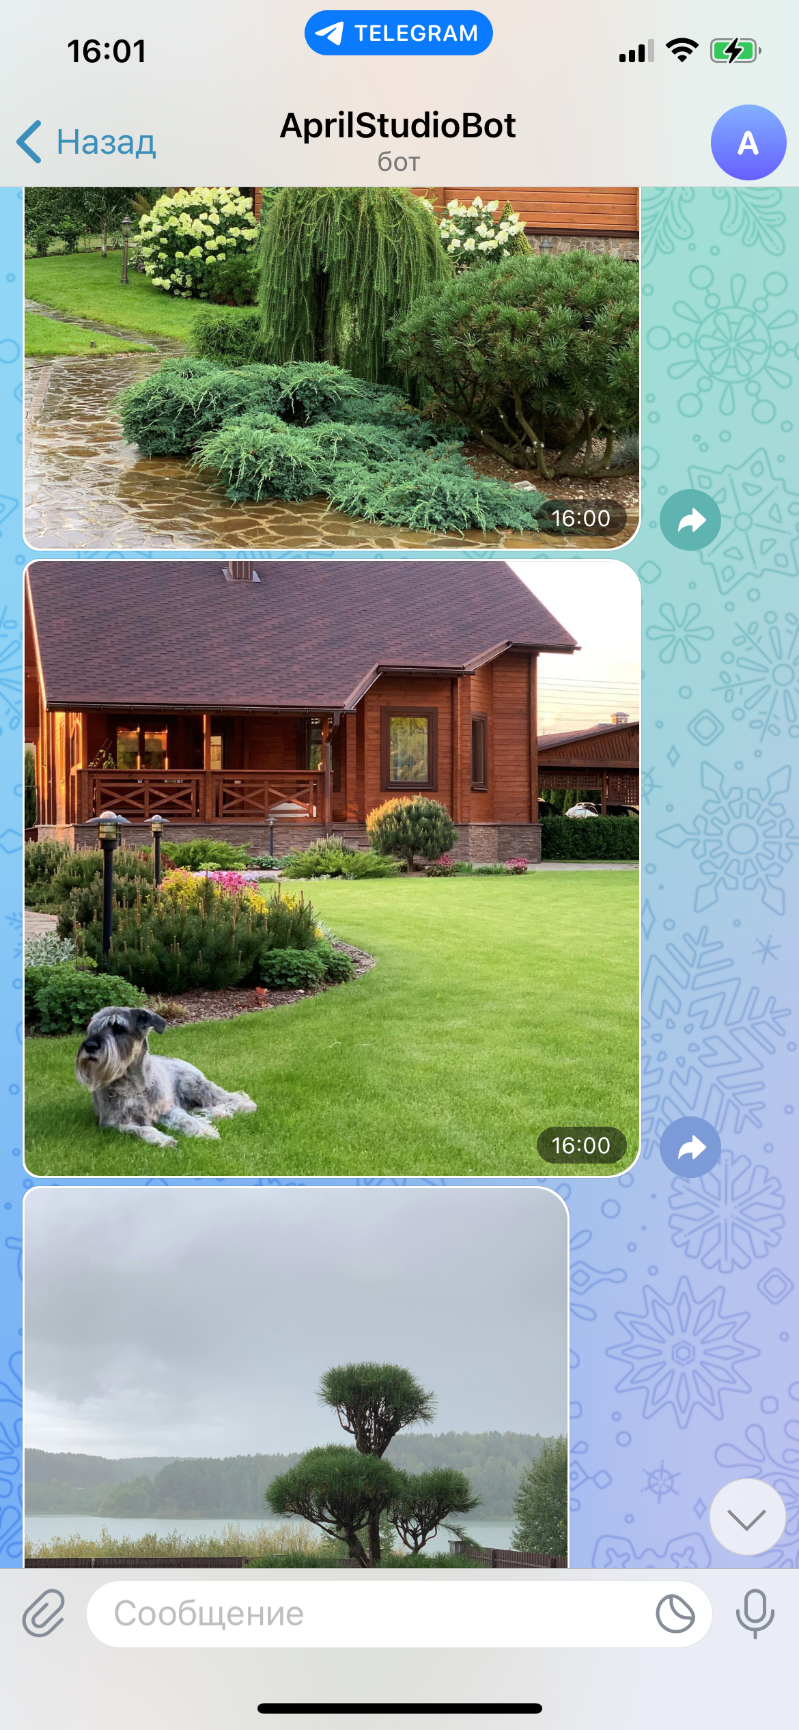 16:01
TELEGRAM
Назад
AprilStudioBot
бот
A
16:00
16:00
Сообщение